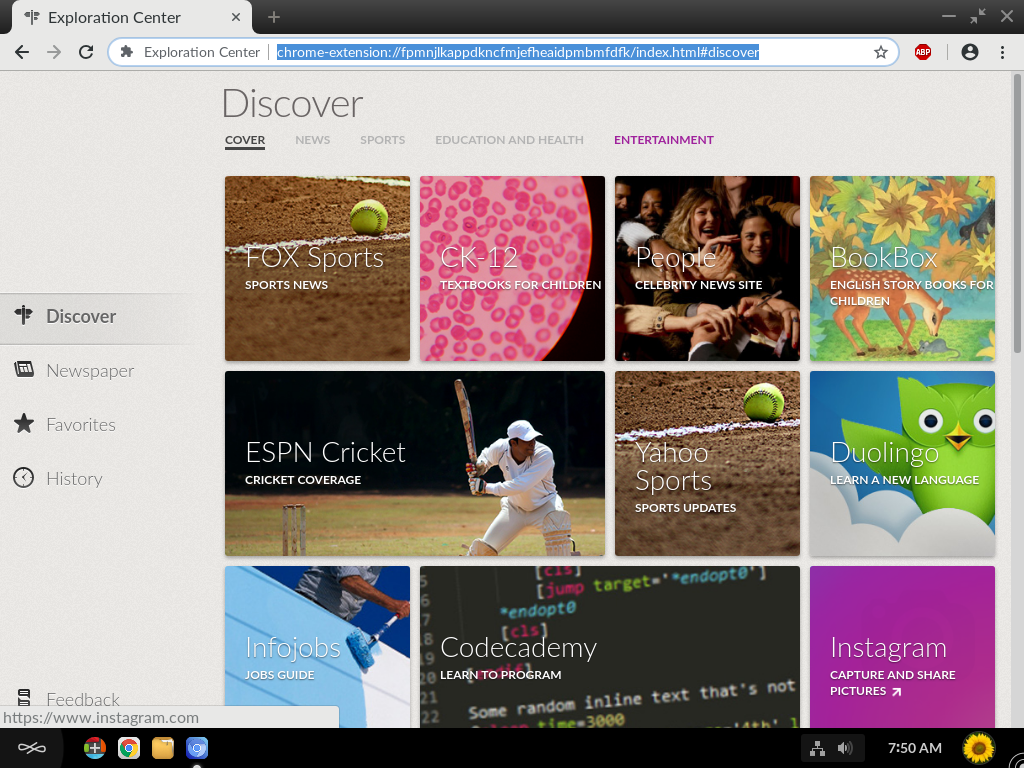 Exploration Center
Exploration Center
chrome-extension://fpmnjlkappdkncfmjefheaidpmbmfdfk/index.html#discover
ABP
Discover
COVER
NEWS
SPORTS
EDUCATION AND HEALTH
ENTERTAINMENT
Discover
Newspaper
Favorites
History
Feedback
FOX Sports
SPORTS NEWS
CK-12
TEXTBOOKS FOR CHILDREN
People
CELEBRITY NEWS SITE
BookBox
ENGLISH STORY BOOKS FOR
CHILDREN
ESPN Cricket
CRICKET COVERAGE
Yahoo
Sports
SPORTS UPDATES
Duolingo
LEARN A NEW LANGUAGE
Infojobs
JOBS GUIDE
[cls]
[jump target='*endopt0']
*endopt0
[cls]
Codecademy
LEARN TO PROGRAM
20
21
Some random inline text that's not
22
time=3000
Instagram
CAPTURE AND SHARE
PICTURES
https://www.instagram.com
7:50 AM